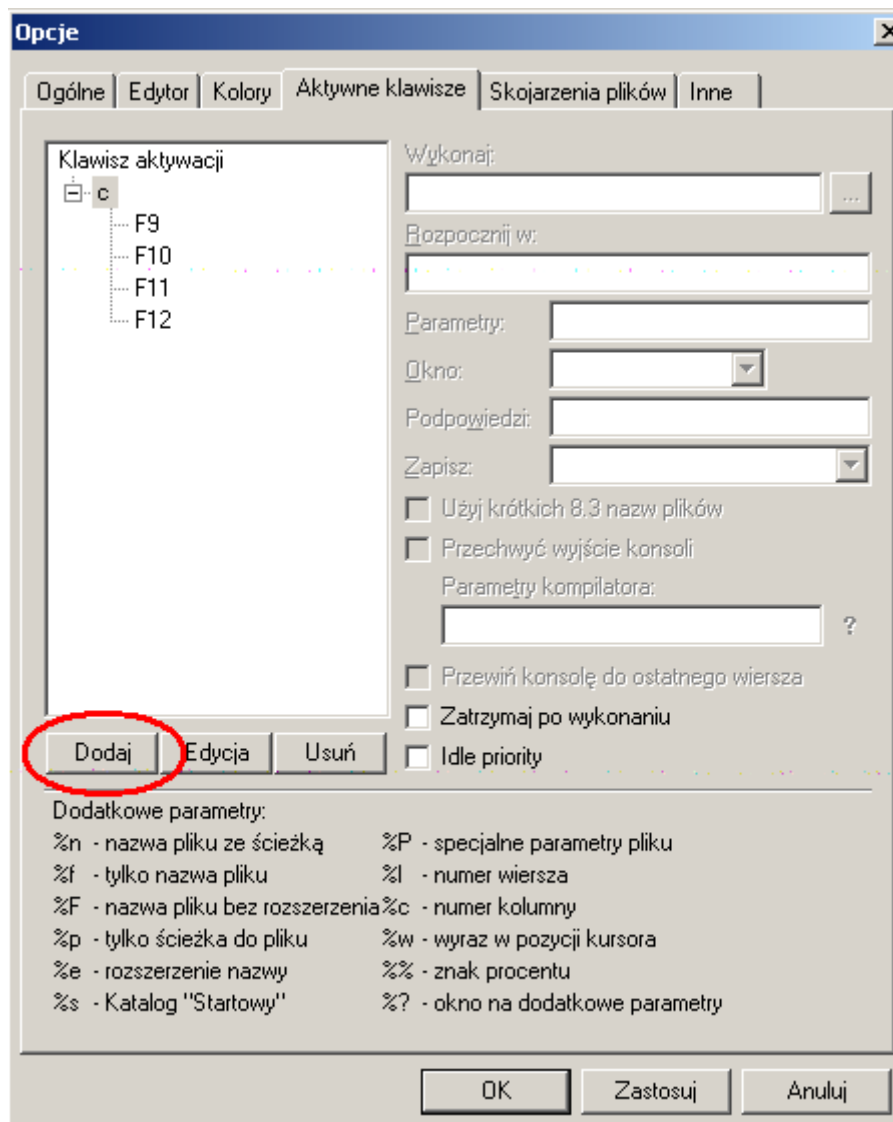 Opcje
Ogólne Edytor Kolory Aktywne klawisze Skojarzenia plików Inne
Klawisz aktywacji
c
F9
F10
F11
F12
Dodaj Edycja Usuń
Wykonaj:
...
Rozpocznij w:
Parametry:
Okno:
Podpowiedzi:
Zapisz:
Użyj krótkich 8.3 nazw plików
Przechwyć wyjście konsoli
Parametry kompilatora:
?
Przewiń konsolę do ostatnego wiersza
Zatrzymaj po wykonaniu
Idle priority
Dodatkowe parametry:
%n - nazwa pliku ze ścieżką %P - specjalne parametry pliku
%f - tylko nazwa pliku %l - numer wiersza
%F - nazwa pliku bez rozszerzenia %c - numer kolumny
%p - tylko ścieżka do pliku %w - wyraz w pozycji kursora
%e - rozszerzenie nazwy %% - znak procentu
%s - Katalog "Startowy" %? - okno na dodatkowe parametry
OK Zastosuj Anuluj